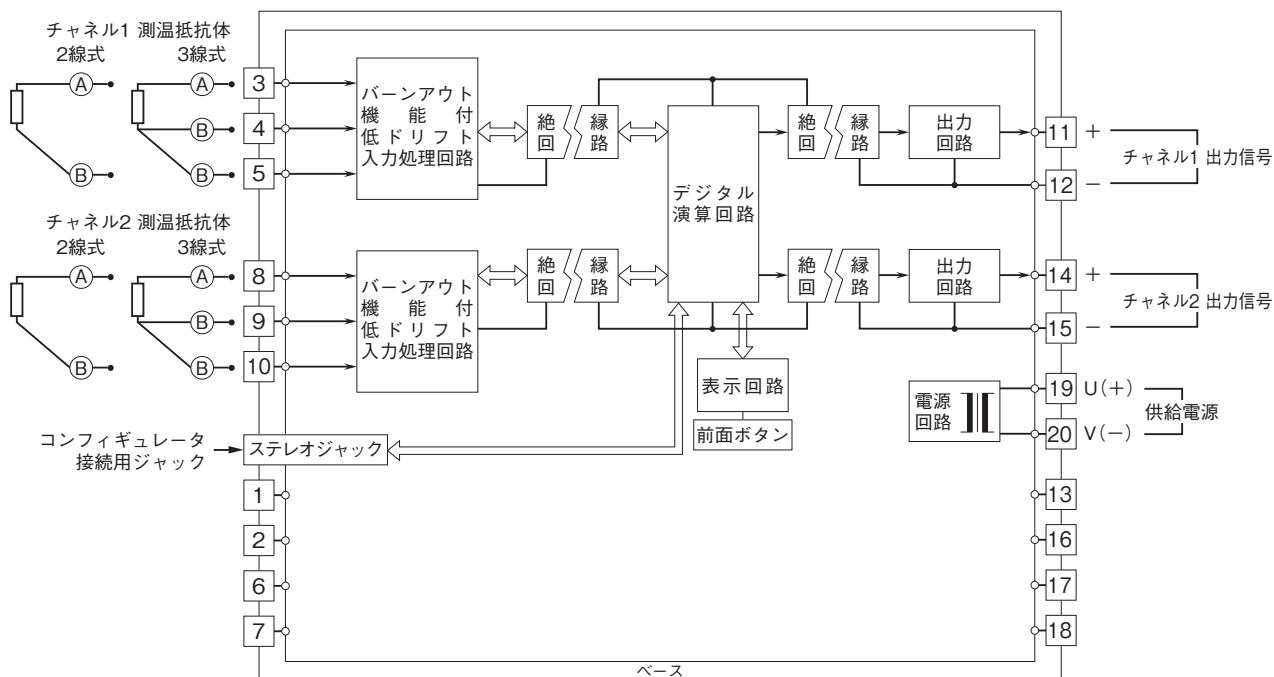 チャネル1 測温抵抗体
2線式 3線式
A A
B
B B
3
4
5
バーンアウト
機能付
低ドリフト
入力処理回路
絶縁
回路
デジタル
演算回路
絶縁
回路
出力
回路
11 +
12 −
チャネル1 出力信号
チャネル2 測温抵抗体
2線式 3線式
A A
B
B B
8
9
10
バーンアウト
機能付
低ドリフト
入力処理回路
絶縁
回路
絶縁
回路
出力
回路
14 +
15 −
チャネル2 出力信号
表示回路
前面ボタン
電源
回路
19 U(+)
20 V(−)
供給電源
コンフィギュレータ
接続用ジャック
ステレオジャック
1
2
6
7
13
16
17
18
ベース